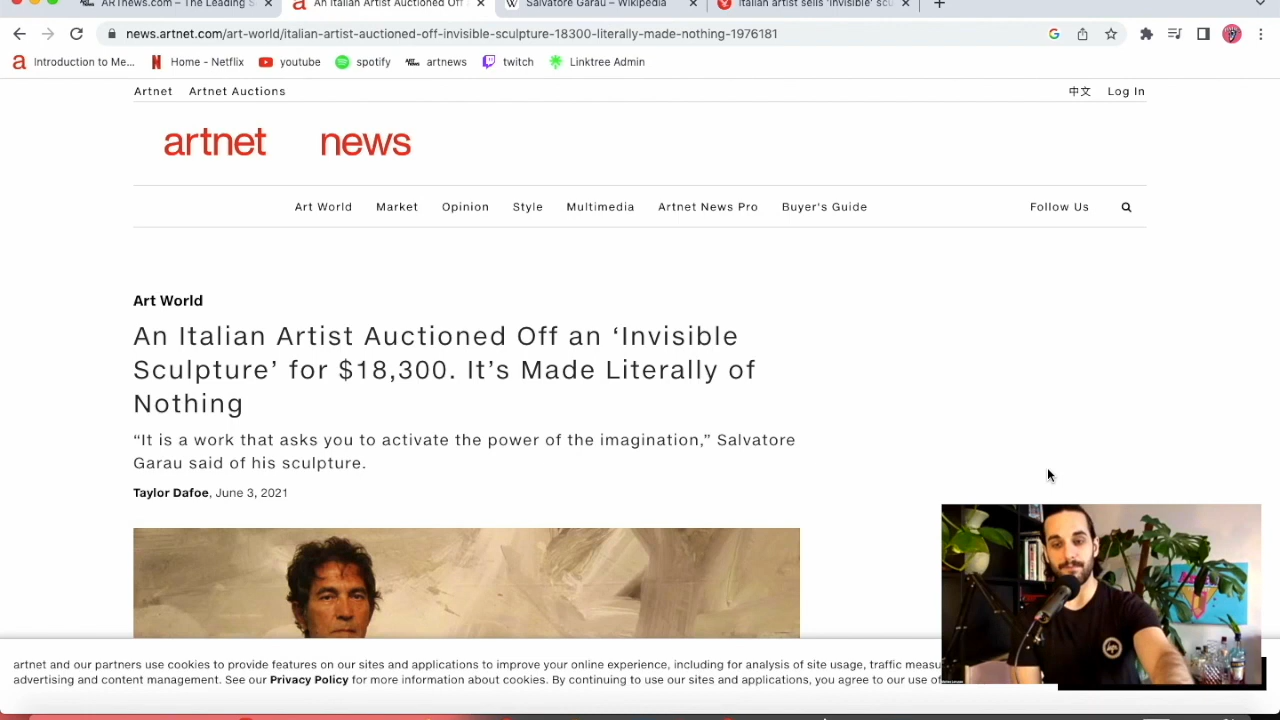 ARTnews.com – The Leading S
An Italian Artist Auctioned Off
Salvatore Garau – Wikipedia
Italian artist sells 'invisible' scu
news.artnet.com/art-world/italian-artist-auctioned-off-invisible-sculpture-18300-literally-made-nothing-1976181
Introduction to Me... Home - Netflix youtube spotify artnews twitch Linktree Admin
Artnet Artnet Auctions 中文 Log In
artnet news
Art World Market Opinion Style Multimedia Artnet News Pro Buyer's Guide Follow Us
Art World
An Italian Artist Auctioned Off an ‘Invisible
Sculpture’ for $18,300. It’s Made Literally of
Nothing
“It is a work that asks you to activate the power of the imagination,” Salvatore
Garau said of his sculpture.
Taylor Dafoe, June 3, 2021
artnet and our partners use cookies to provide features on our sites and applications to improve your online experience, including for analysis of site usage, traffic measu
advertising and content management. See our Privacy Policy for more information about cookies. By continuing to use our sites and applications, you agree to our use of